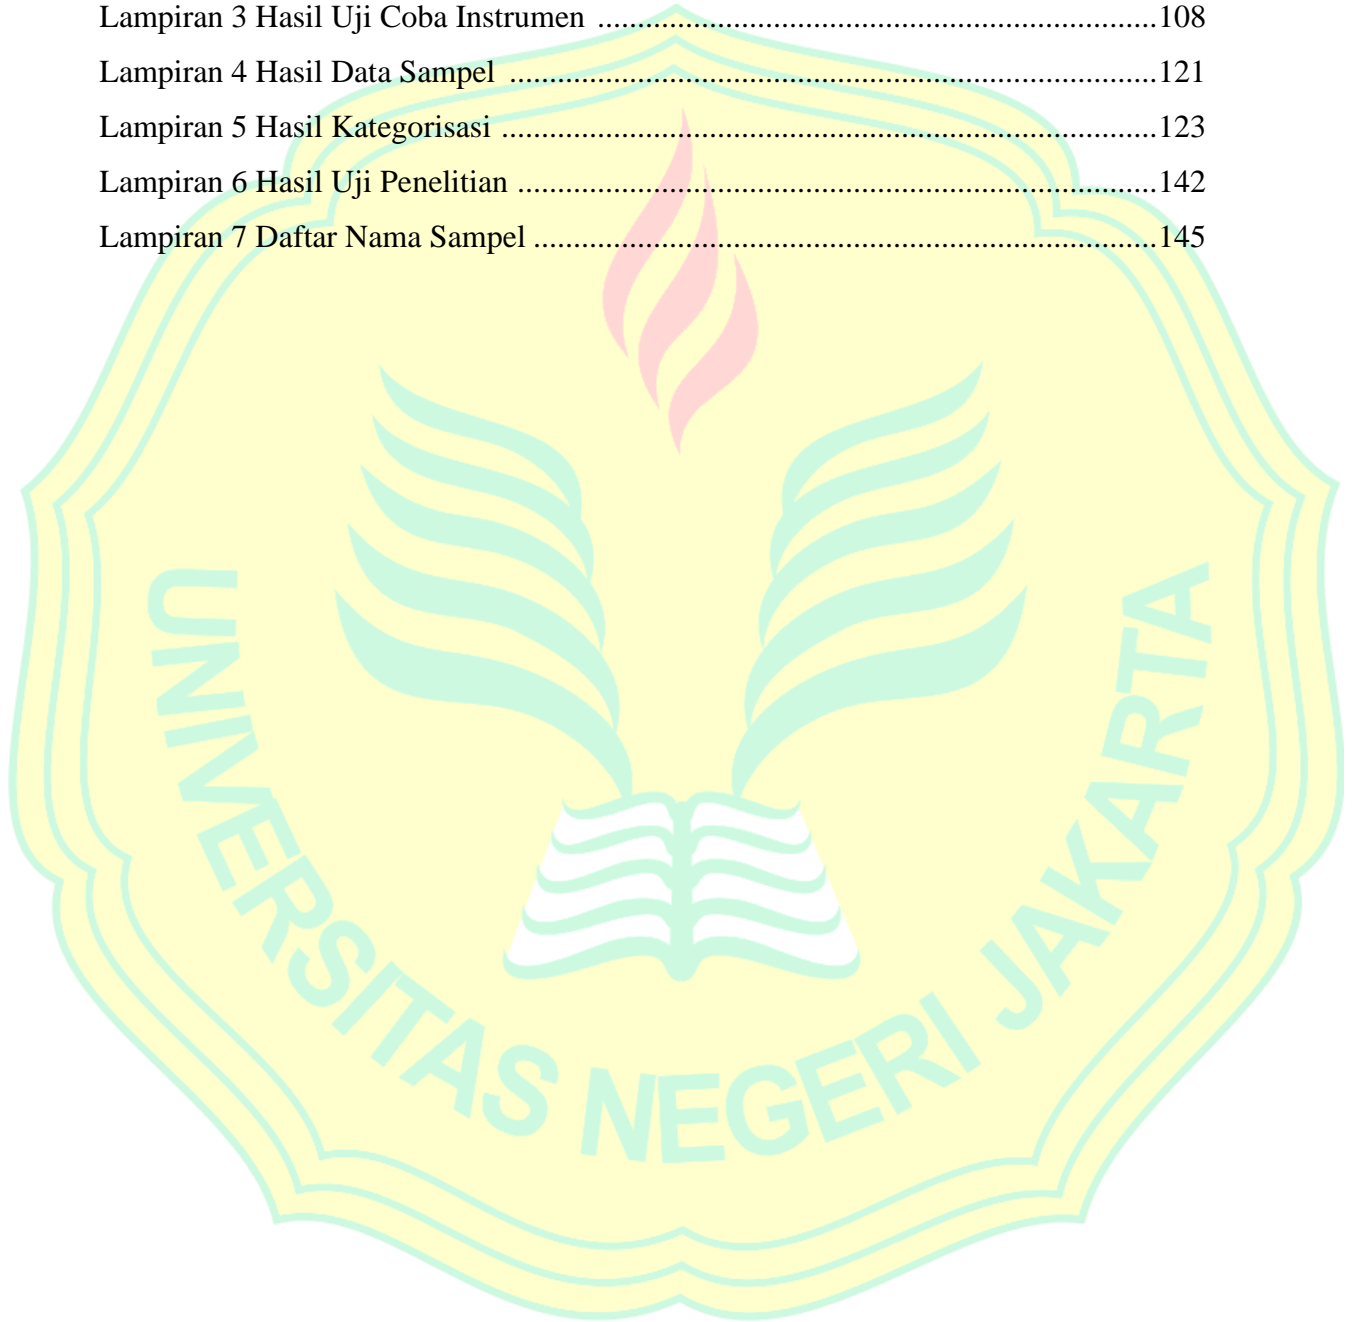 Lampiran 3 Hasil Uji Coba Instrumen ........................................................................108
Lampiran 4 Hasil Data Sampel ..................................................................................121
Lampiran 5 Hasil Kategorisasi ...................................................................................123
Lampiran 6 Hasil Uji Penelitian .................................................................................142
Lampiran 7 Daftar Nama Sampel ...............................................................................145
UNIVERSITAS NEGERI JAKARTA